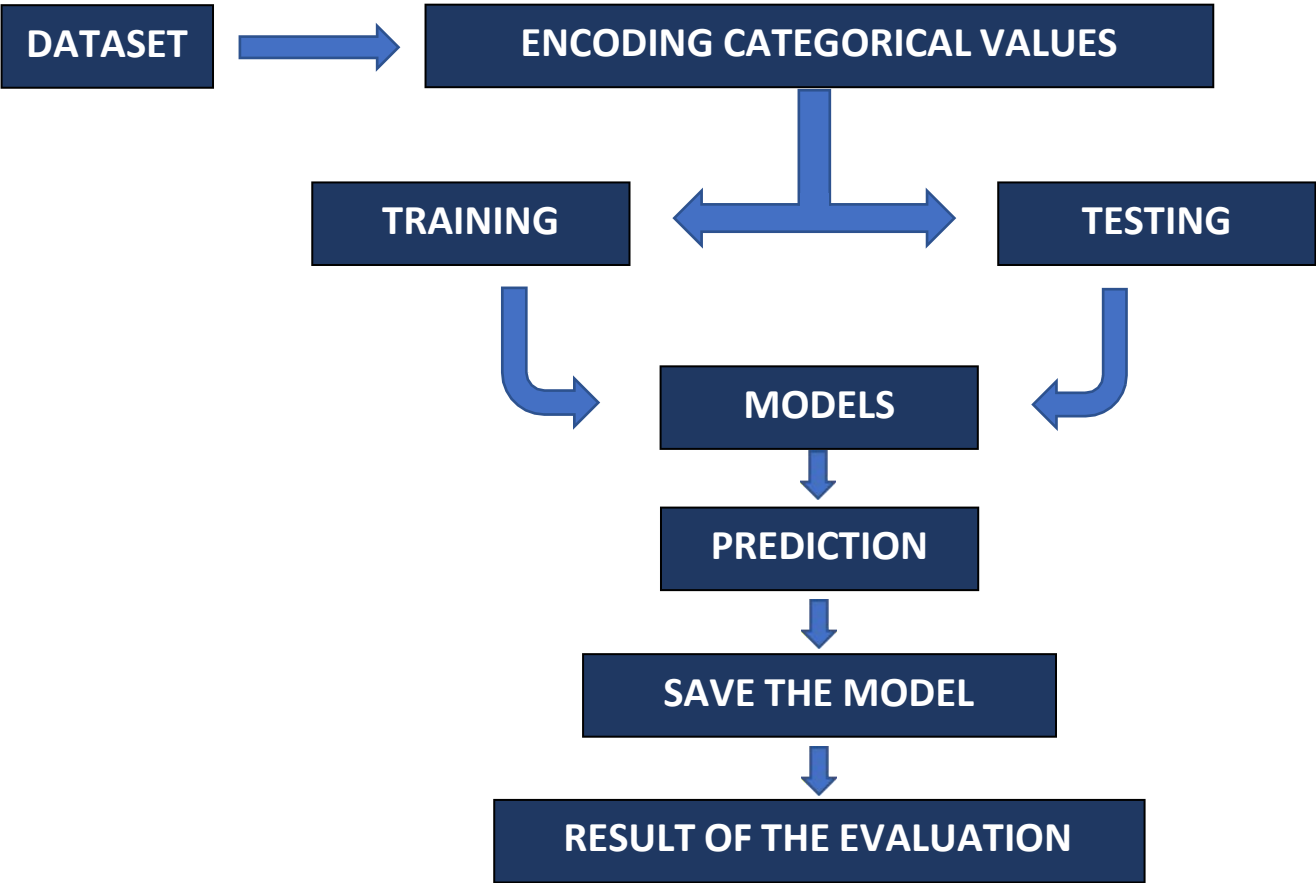 DATASET
ENCODING CATEGORICAL VALUES
TRAINING
TESTING
MODELS
PREDICTION
SAVE THE MODEL
RESULT OF THE EVALUATION